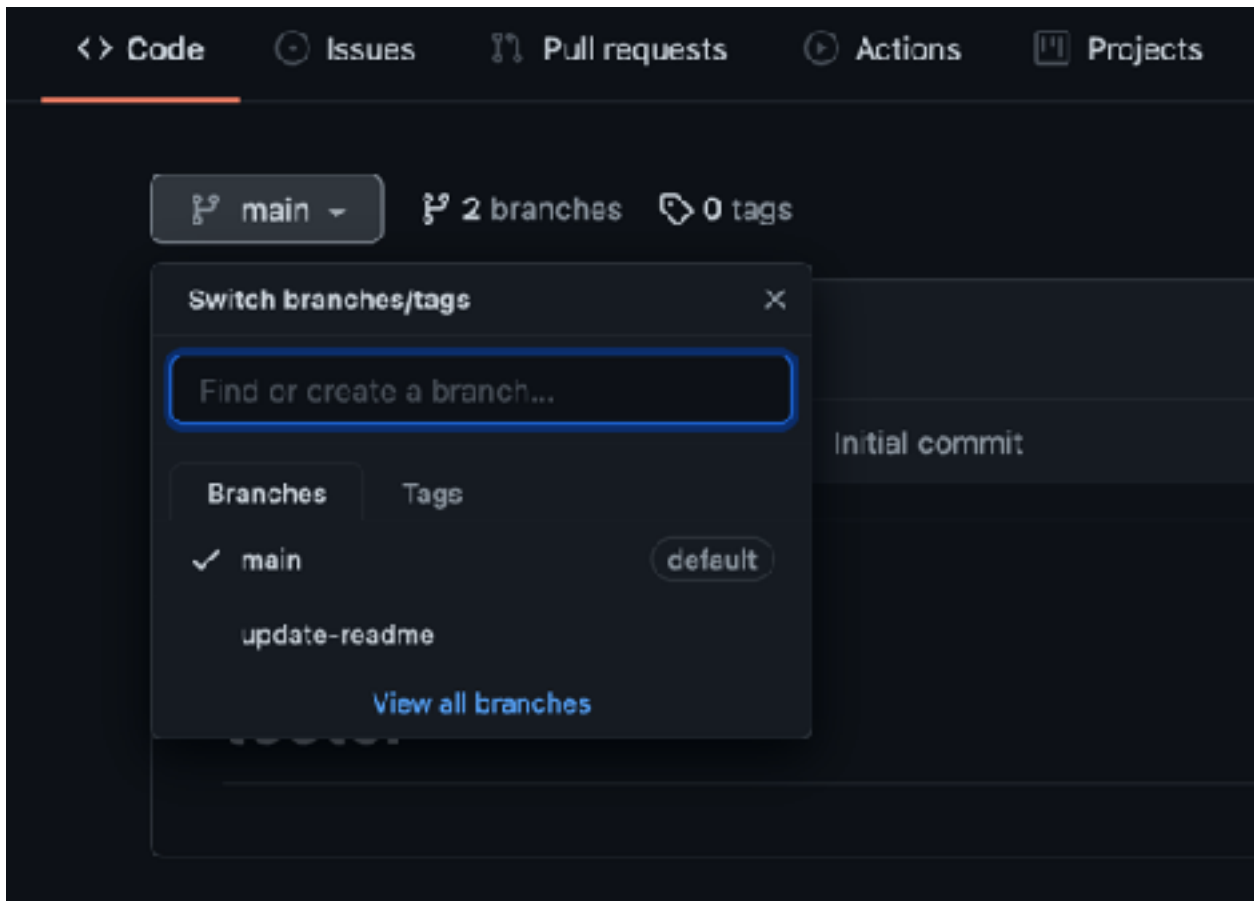 <> Code Issues Pull requests Actions Projects
main 2 branches 0 tags
Switch branches/tags
Find or create a branch...
Initial commit
Branches Tags
main default
update-readme
View all branches